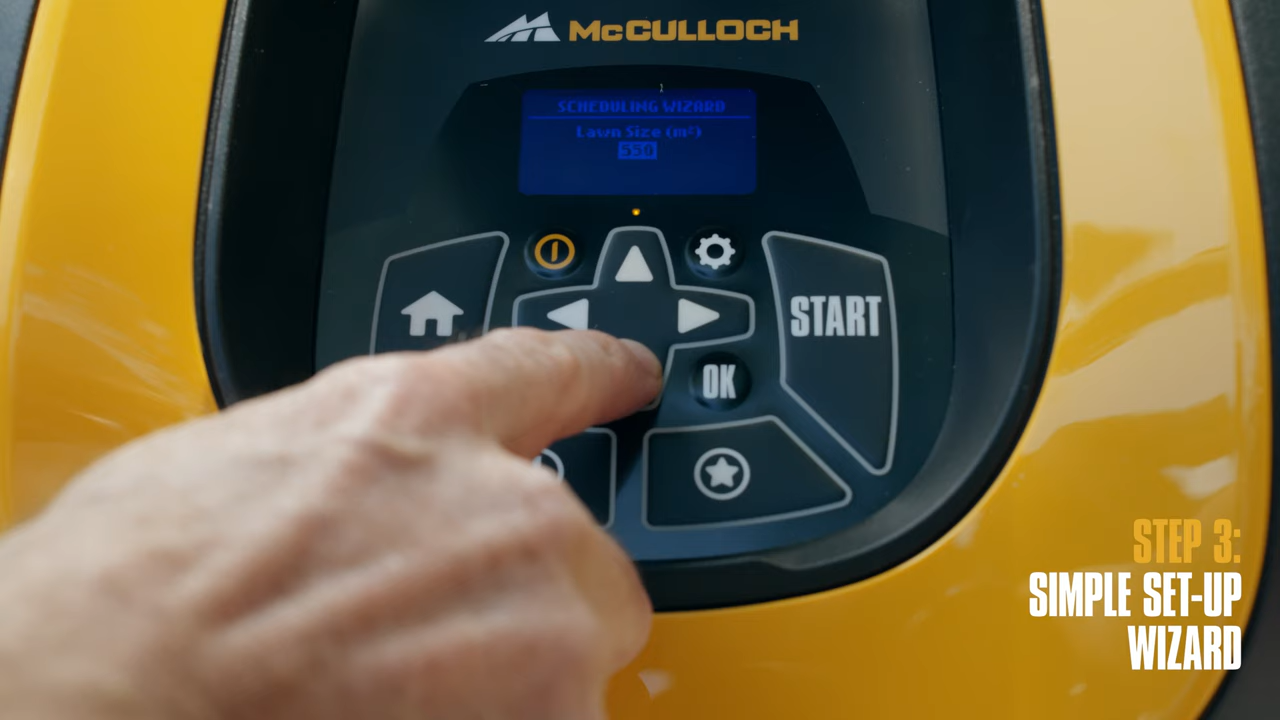 McCULLOCH
SCHEDULING WIZARD
Lawn Size (m²)
550
START
OK
STEP 3:
SIMPLE SET-UP
WIZARD